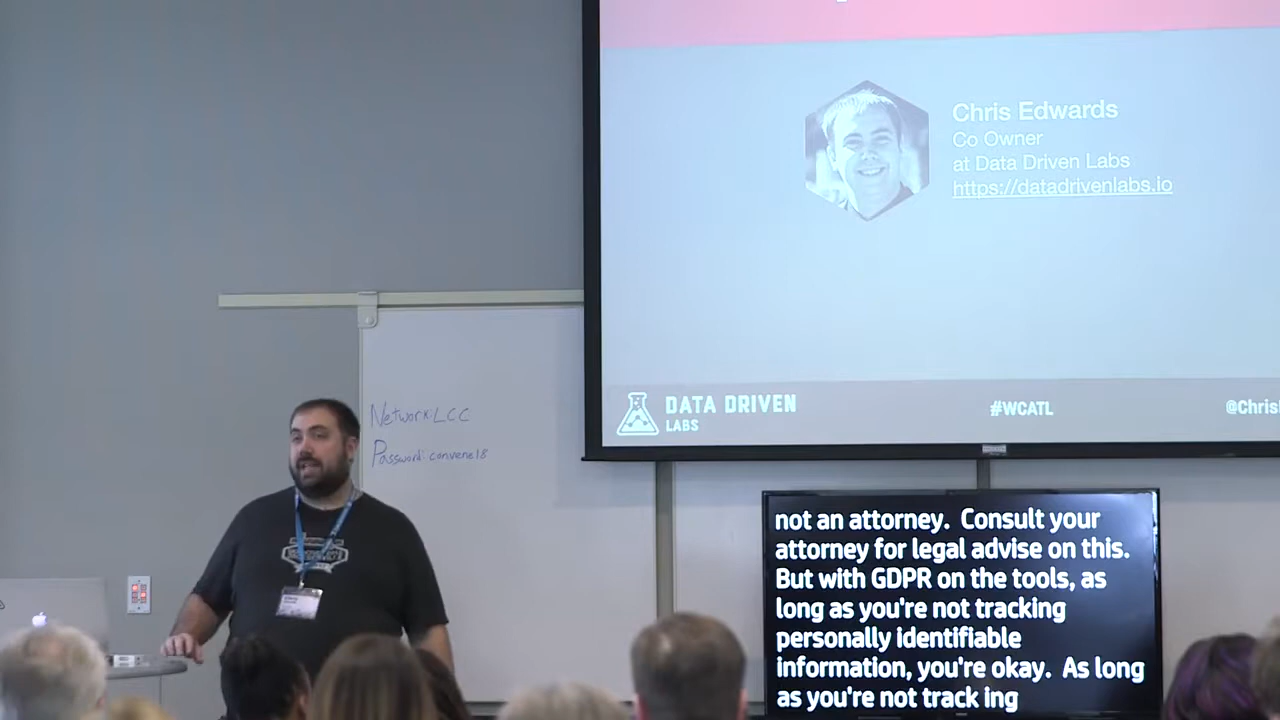 Chris Edwards
Co Owner
at Data Driven Labs
https://datadrivenlabs.io
DATA DRIVEN
LABS
#WCATL
@Chris
Network: LCC
Password: convene18
not an attorney. Consult your
attorney for legal advise on this.
But with GDPR on the tools, as
long as you're not tracking
personally identifiable
information, you're okay. As long
as you're not track ing